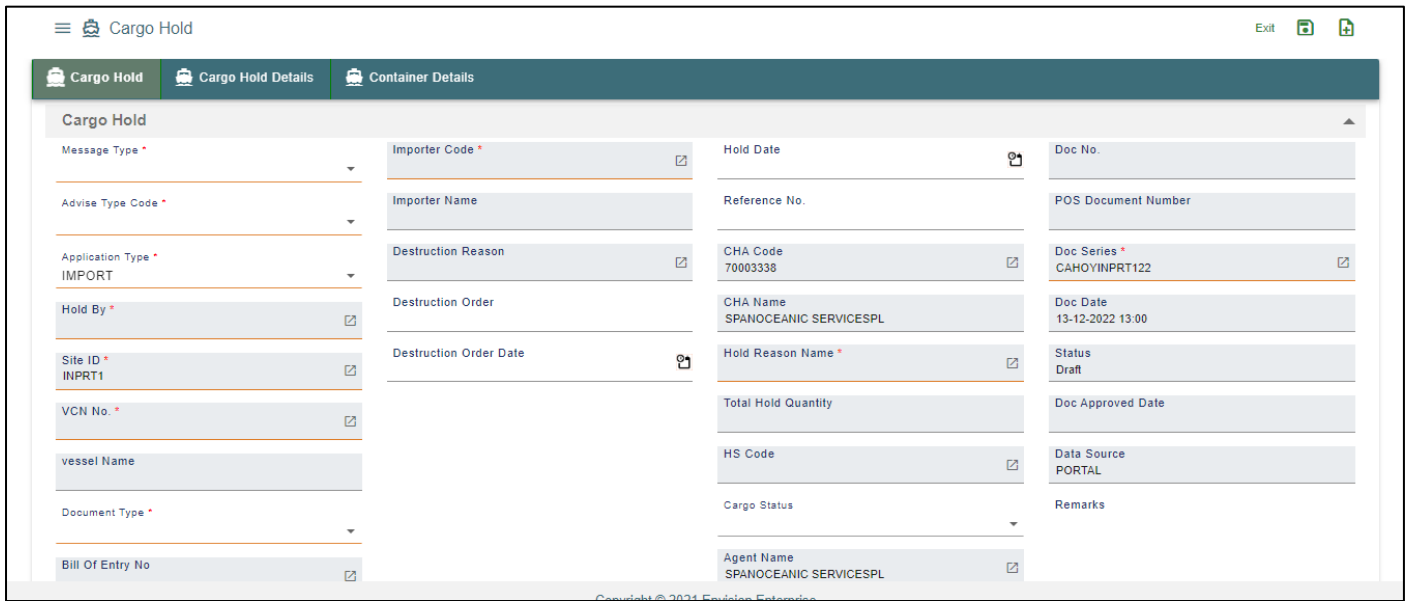 Cargo Hold
Exit
Cargo Hold
Cargo Hold Details
Container Details
Cargo Hold
Message Type *
Advise Type Code *
Application Type *
IMPORT
Hold By *
Site ID *
INPRT1
VCN No. *
vessel Name
Document Type *
Bill Of Entry No
Importer Code *
Importer Name
Destruction Reason
Destruction Order
Destruction Order Date
Hold Date
Reference No.
CHA Code
70003338
CHA Name
SPANOCEANIC SERVICESPL
Hold Reason Name *
Total Hold Quantity
HS Code
Cargo Status
Agent Name
SPANOCEANIC SERVICESPL
Doc No.
POS Document Number
Doc Series *
CAHOYINPRT122
Doc Date
13-12-2022 13:00
Status
Draft
Doc Approved Date
Data Source
PORTAL
Remarks
Copyright © 2021 Envision Enterprise